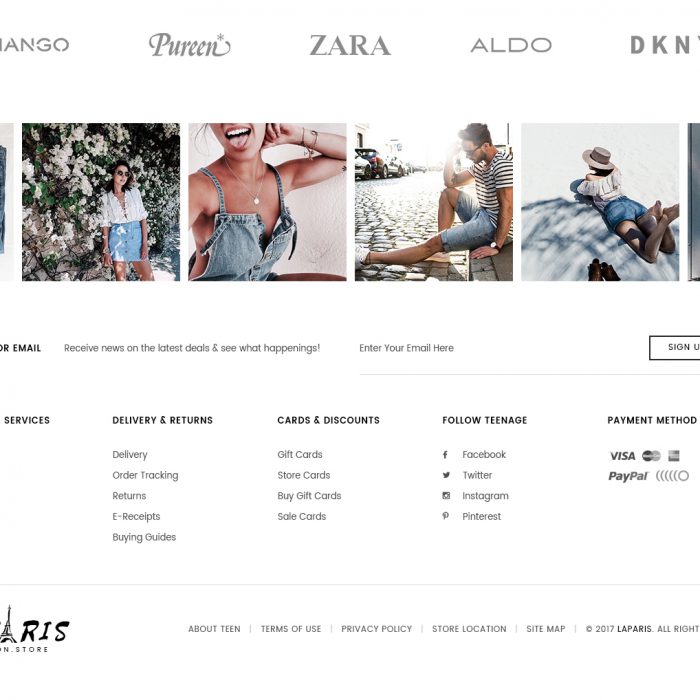 MANGO Pureen* ZARA ALDO DKNY
OR EMAIL Receive news on the latest deals & see what happenings! Enter Your Email Here SIGN U
SERVICES DELIVERY & RETURNS CARDS & DISCOUNTS FOLLOW TEENAGE PAYMENT METHOD
Delivery Gift Cards Facebook VISA
Order Tracking Store Cards Twitter PayPal
Returns Buy Gift Cards Instagram
E-Receipts Sale Cards Pinterest
Buying Guides
ARIS
ON.STORE
ABOUT TEEN | TERMS OF USE | PRIVACY POLICY | STORE LOCATION | SITE MAP | © 2017 LAPARIS. ALL RIGHT